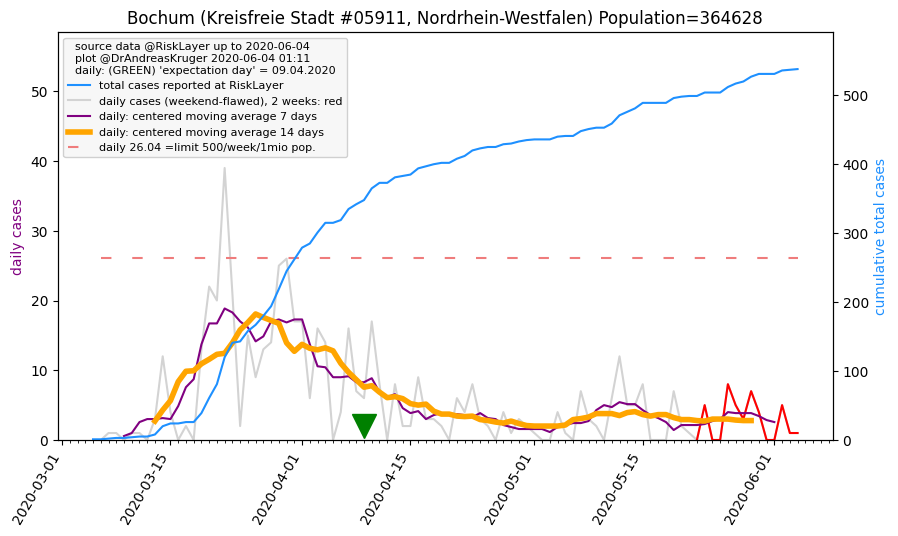 Bochum (Kreisfreie Stadt #05911, Nordrhein-Westfalen) Population=364628
source data @RiskLayer up to 2020-06-04
plot @DrAndreasKruger 2020-06-04 01:11
daily: (GREEN) 'expectation day' = 09.04.2020
total cases reported at RiskLayer
daily cases (weekend-flawed), 2 weeks: red
daily: centered moving average 7 days
daily: centered moving average 14 days
daily 26.04 =limit 500/week/1mio pop.
daily cases
0
10
20
30
40
50
cumulative total cases
0
100
200
300
400
500
2020-03-01
2020-03-15
2020-04-01
2020-04-15
2020-05-01
2020-05-15
2020-06-01